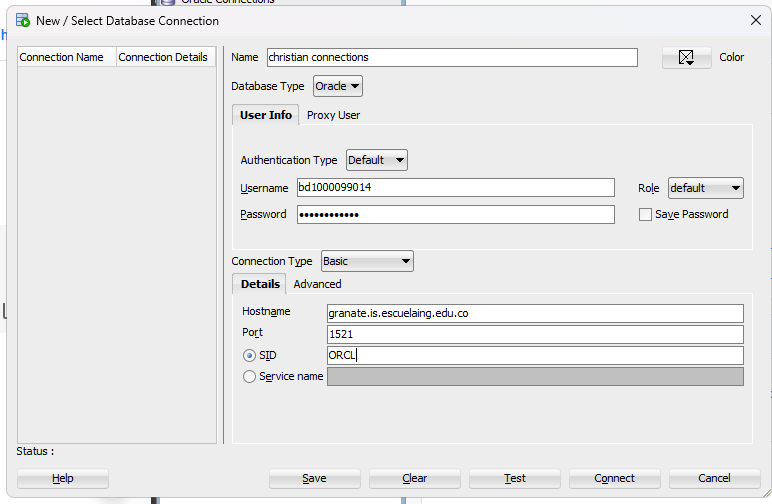 Oracle Connections
New / Select Database Connection
Connection Name Connection Details
Name christian connections Color
Database Type Oracle
User Info Proxy User
Authentication Type Default
Username bd1000099014 Role default
Password •••••••••••• Save Password
Connection Type Basic
Details Advanced
Hostname granate.is.escuelaing.edu.co
Port 1521
SID ORCL
Service name
Status :
Help Save Clear Test Connect Cancel